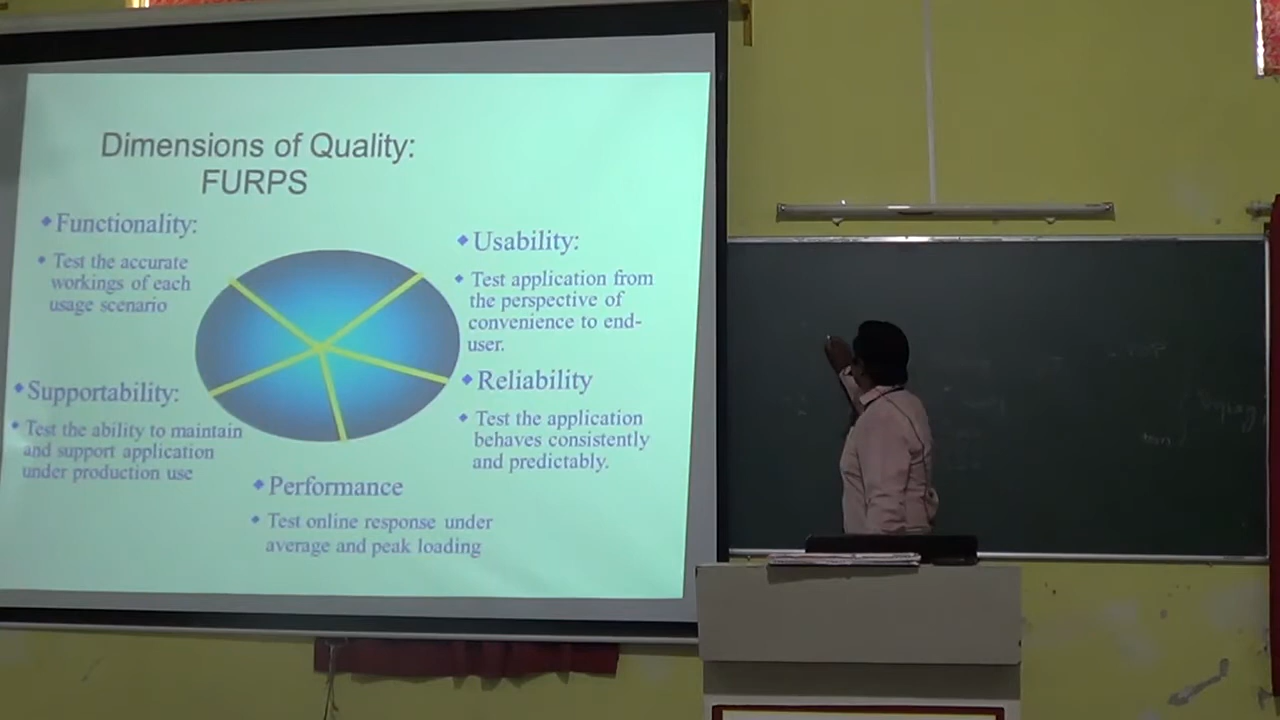 Dimensions of Quality:
FURPS
Functionality:
Test the accurate
workings of each
usage scenario
Usability:
Test application from
the perspective of
convenience to end-
user.
Reliability
Test the application
behaves consistently
and predictably.
Supportability:
Test the ability to maintain
and support application
under production use
Performance
Test online response under
average and peak loading